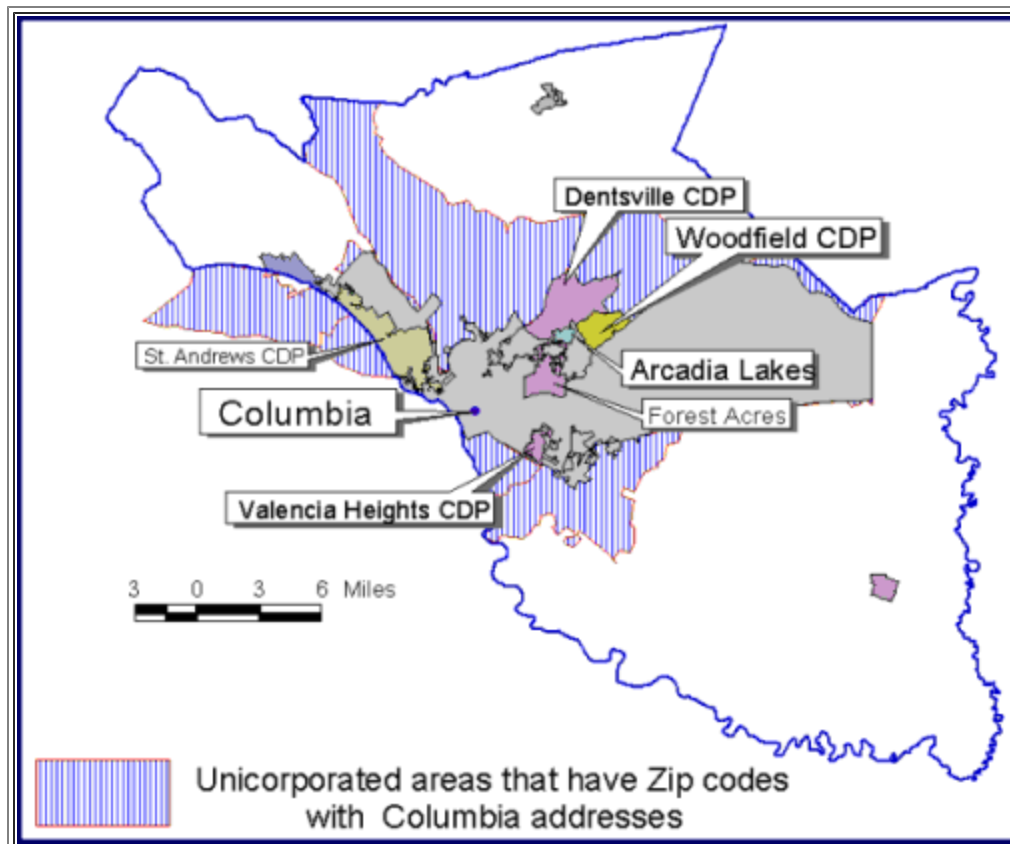 Dentsville CDP
Woodfield CDP
St. Andrews CDP
Arcadia Lakes
Columbia
Forest Acres
Valencia Heights CDP
3 0 3 6 Miles
Unicorporated areas that have Zip codes
with Columbia addresses